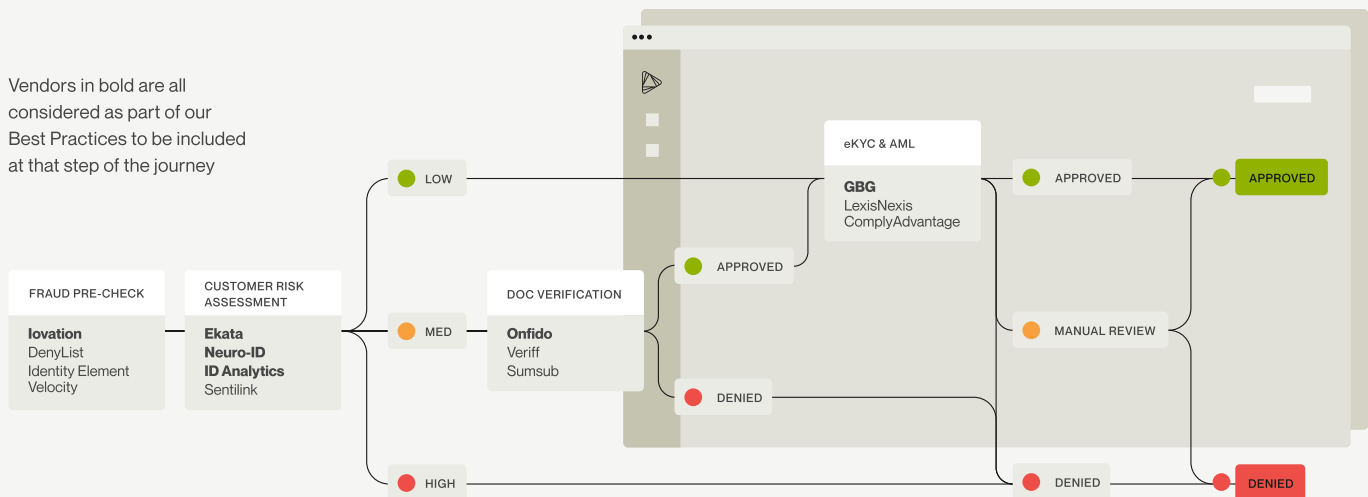 Vendors in bold are all
considered as part of our
Best Practices to be included
at that step of the journey
FRAUD PRE-CHECK
Iovation
DenyList
Identity Element
Velocity
CUSTOMER RISK
ASSESSMENT
Ekata
Neuro-ID
ID Analytics
Sentilink
LOW
MED
HIGH
DOC VERIFICATION
Onfido
Veriff
Sumsub
APPROVED
DENIED
eKYC & AML
GBG
LexisNexis
ComplyAdvantage
APPROVED
MANUAL REVIEW
DENIED
APPROVED
DENIED